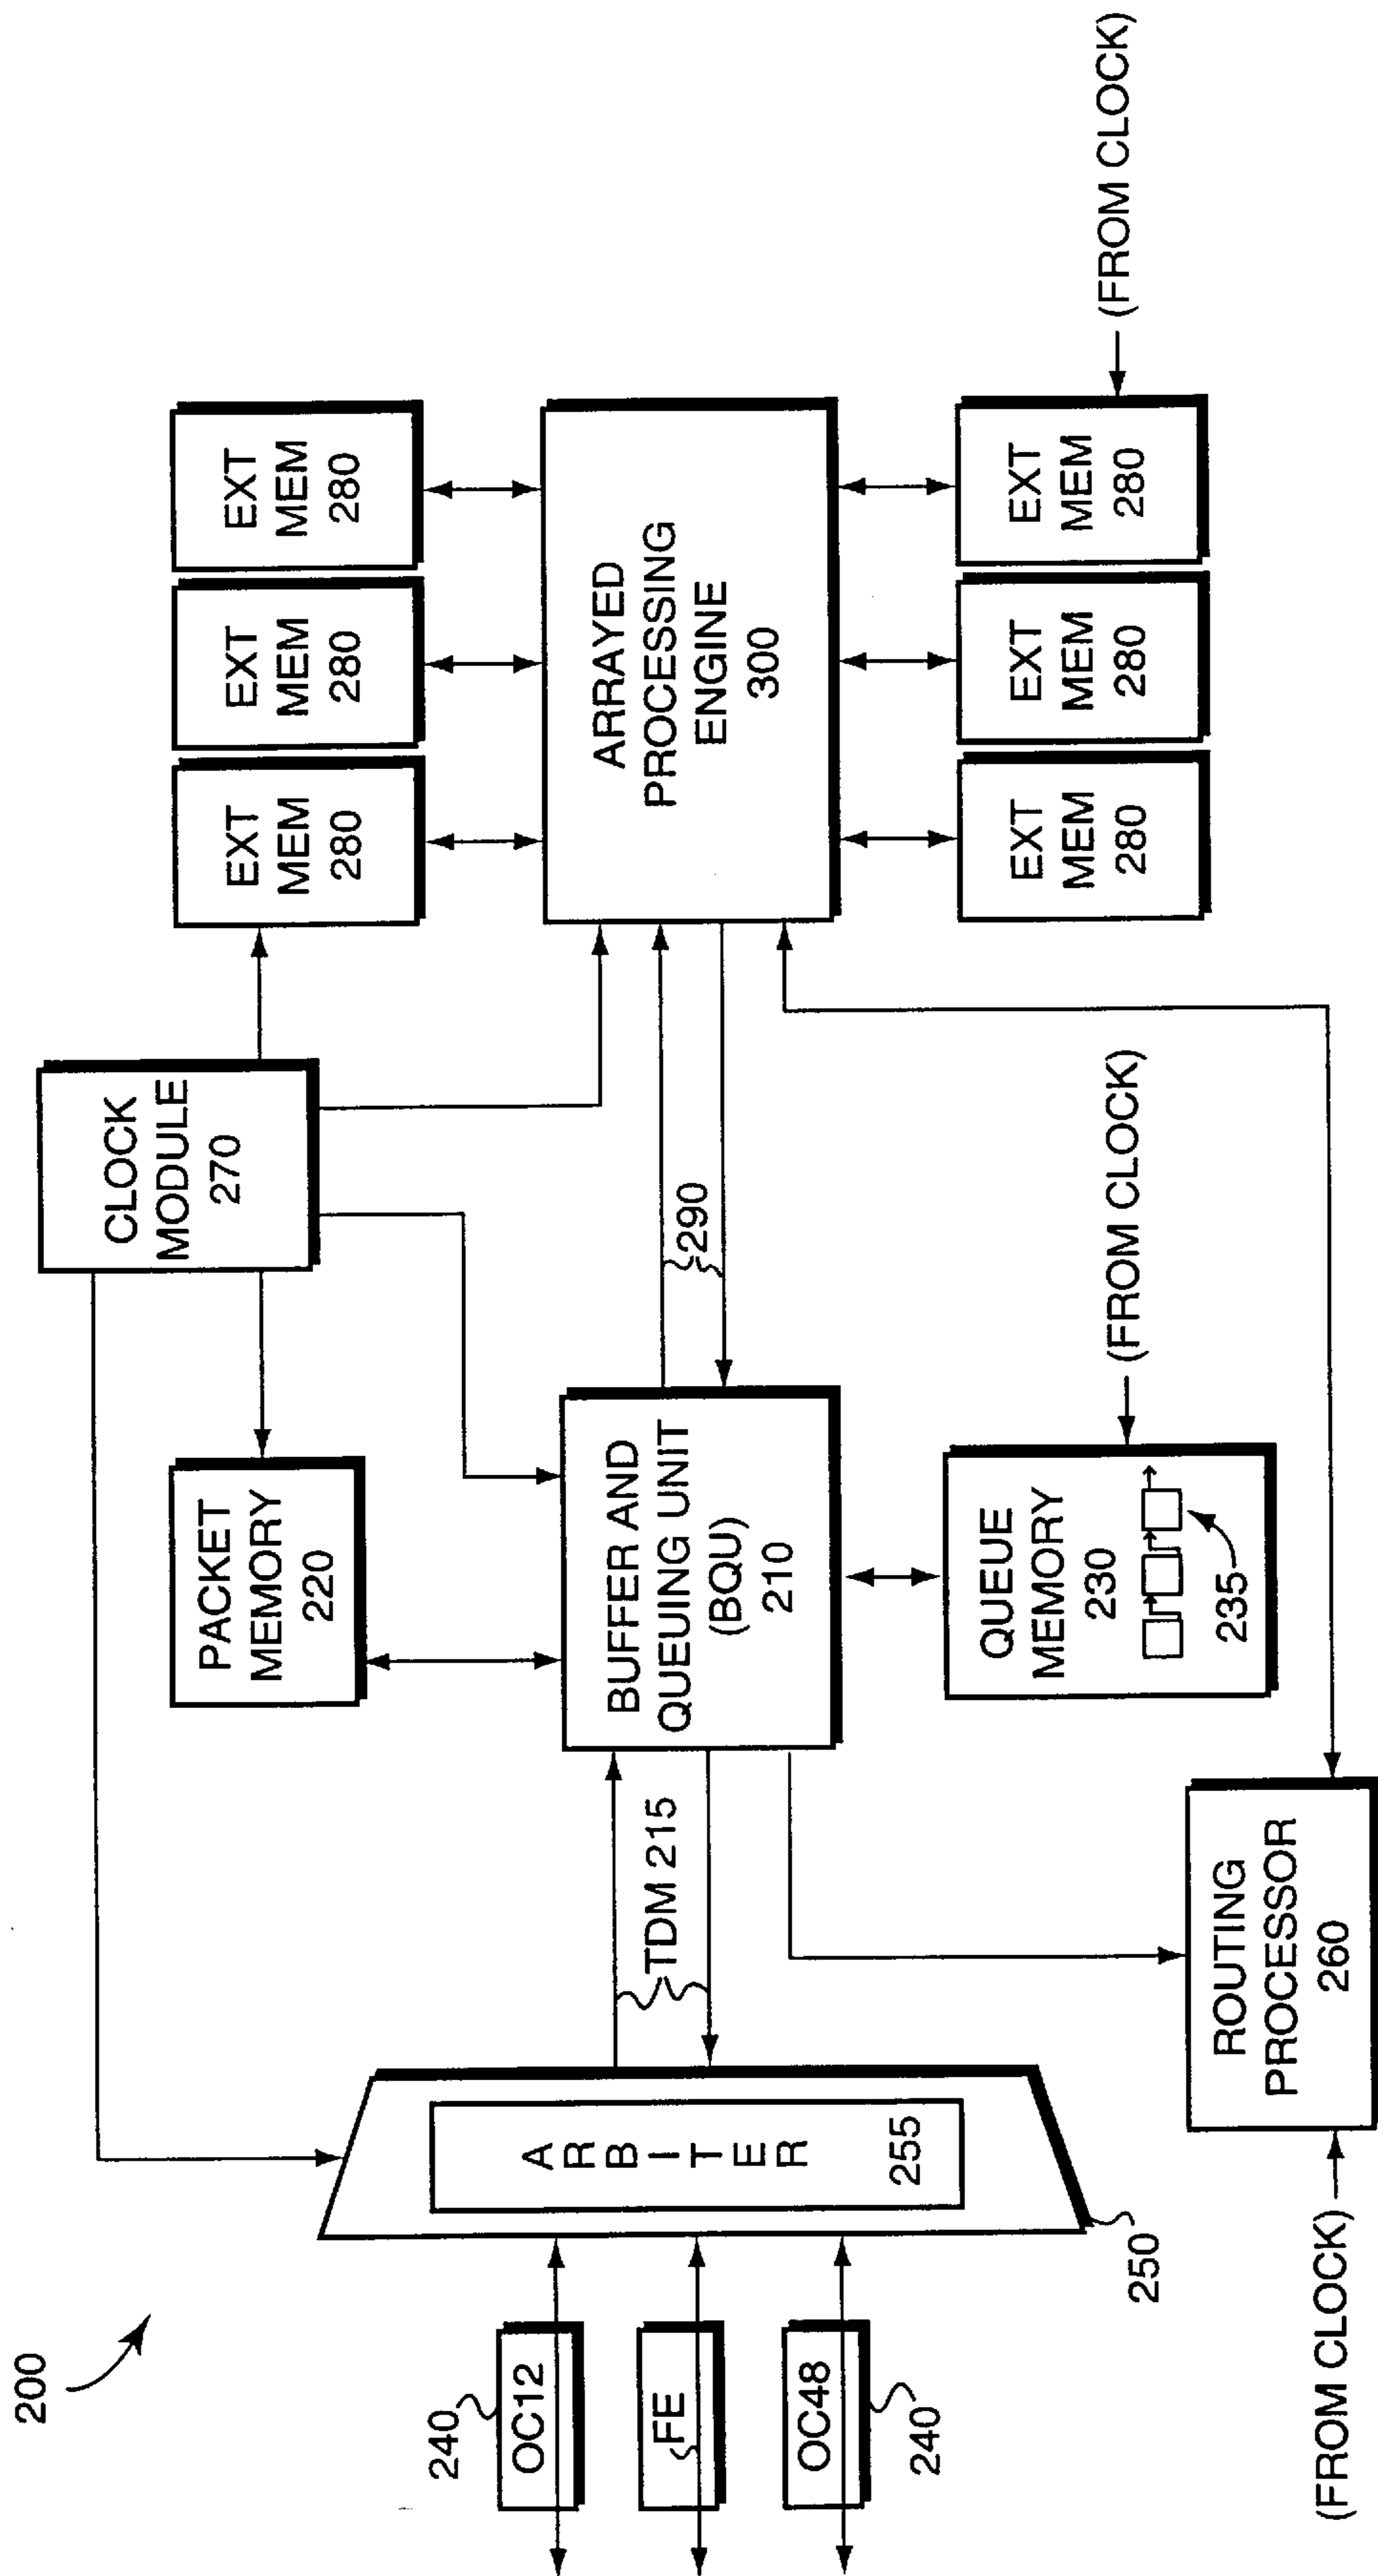 200
CLOCK
MODULE
270
EXT
MEM
280
EXT
MEM
280
EXT
MEM
280
PACKET
MEMORY
220
240
OC12
FE
OC48
240
ARBITER
255
250
TDM 215
BUFFER AND
QUEUING UNIT
(BQU)
210
290
ARRAYED
PROCESSING
ENGINE
300
QUEUE
MEMORY
230
235
(FROM CLOCK)
EXT
MEM
280
EXT
MEM
280
EXT
MEM
280
(FROM CLOCK)
ROUTING
PROCESSOR
260
(FROM CLOCK)